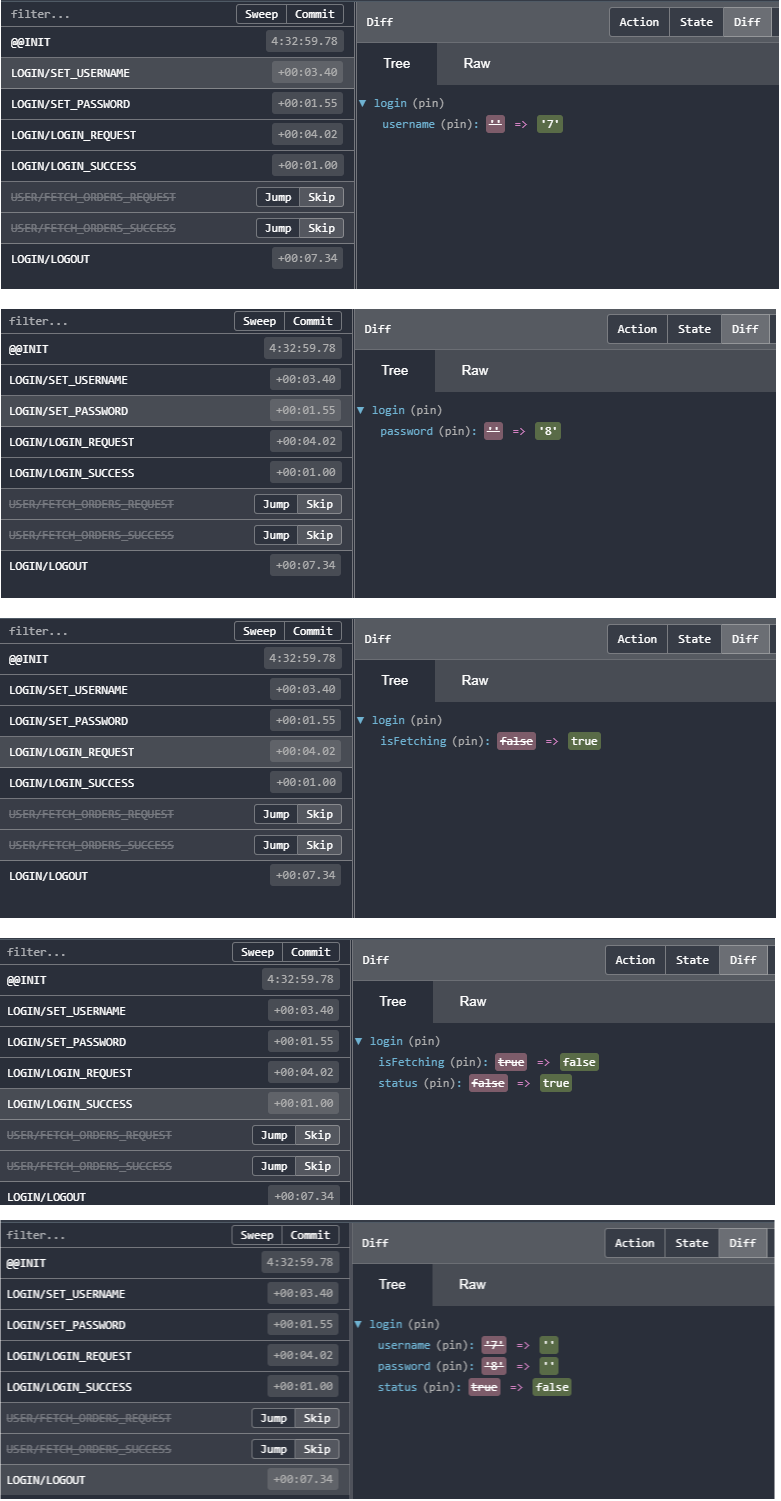 filter... Sweep Commit Diff Action State Diff
@@INIT 4:32:59.78 Tree Raw
LOGIN/SET_USERNAME +00:03.40
LOGIN/SET_PASSWORD +00:01.55 login (pin)
LOGIN/LOGIN_REQUEST +00:04.02 username (pin): '' => '7'
LOGIN/LOGIN_SUCCESS +00:01.00
USER/FETCH_ORDERS_REQUEST Jump Skip
USER/FETCH_ORDERS_SUCCESS Jump Skip
LOGIN/LOGOUT +00:07.34
filter... Sweep Commit Diff Action State Diff
@@INIT 4:32:59.78 Tree Raw
LOGIN/SET_USERNAME +00:03.40
LOGIN/SET_PASSWORD +00:01.55 login (pin)
LOGIN/LOGIN_REQUEST +00:04.02 password (pin): '' => '8'
LOGIN/LOGIN_SUCCESS +00:01.00
USER/FETCH_ORDERS_REQUEST Jump Skip
USER/FETCH_ORDERS_SUCCESS Jump Skip
LOGIN/LOGOUT +00:07.34
filter... Sweep Commit Diff Action State Diff
@@INIT 4:32:59.78 Tree Raw
LOGIN/SET_USERNAME +00:03.40
LOGIN/SET_PASSWORD +00:01.55 login (pin)
LOGIN/LOGIN_REQUEST +00:04.02 isFetching (pin): false => true
LOGIN/LOGIN_SUCCESS +00:01.00
USER/FETCH_ORDERS_REQUEST Jump Skip
USER/FETCH_ORDERS_SUCCESS Jump Skip
LOGIN/LOGOUT +00:07.34
filter... Sweep Commit Diff Action State Diff
@@INIT 4:32:59.78 Tree Raw
LOGIN/SET_USERNAME +00:03.40
LOGIN/SET_PASSWORD +00:01.55 login (pin)
LOGIN/LOGIN_REQUEST +00:04.02 isFetching (pin): true => false
LOGIN/LOGIN_SUCCESS +00:01.00 status (pin): false => true
USER/FETCH_ORDERS_REQUEST Jump Skip
USER/FETCH_ORDERS_SUCCESS Jump Skip
LOGIN/LOGOUT +00:07.34
filter... Sweep Commit Diff Action State Diff
@@INIT 4:32:59.78 Tree Raw
LOGIN/SET_USERNAME +00:03.40
LOGIN/SET_PASSWORD +00:01.55 login (pin)
LOGIN/LOGIN_REQUEST +00:04.02 username (pin): '7' => ''
password (pin): '8' => ''
LOGIN/LOGIN_SUCCESS +00:01.00 status (pin): true => false
USER/FETCH_ORDERS_REQUEST Jump Skip
USER/FETCH_ORDERS_SUCCESS Jump Skip
LOGIN/LOGOUT +00:07.34